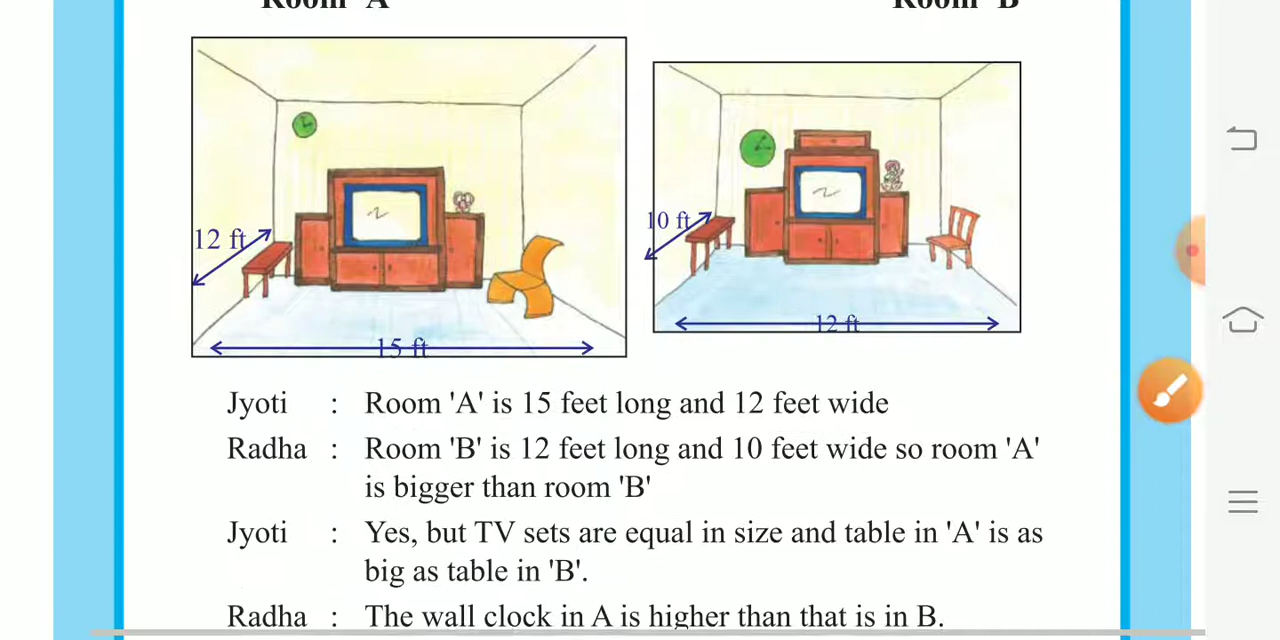 Room 'A'
Room 'B'
12 ft
15 ft
10 ft
12 ft
Jyoti : Room 'A' is 15 feet long and 12 feet wide
Radha : Room 'B' is 12 feet long and 10 feet wide so room 'A'
is bigger than room 'B'
Jyoti : Yes, but TV sets are equal in size and table in 'A' is as
big as table in 'B'.
Radha : The wall clock in A is higher than that is in B.